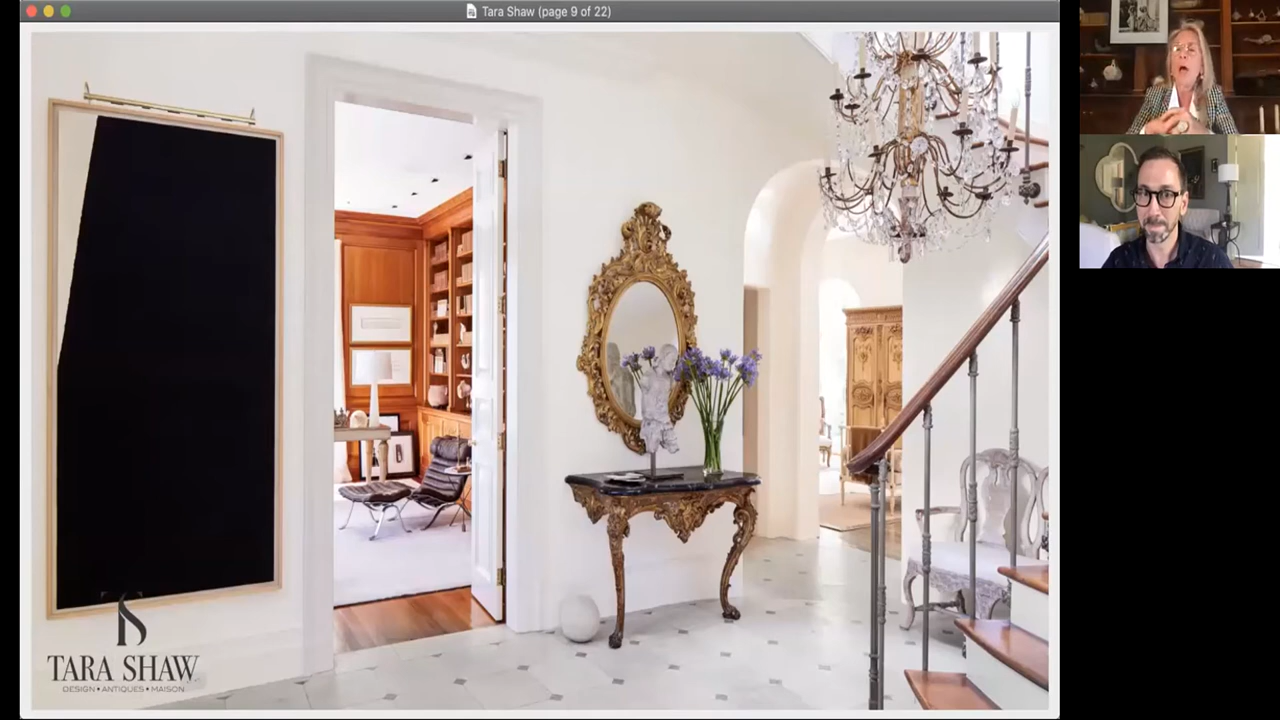 Tara Shaw (page 9 of 22)
TARA SHAW
DESIGN • ANTIQUES • MAISON